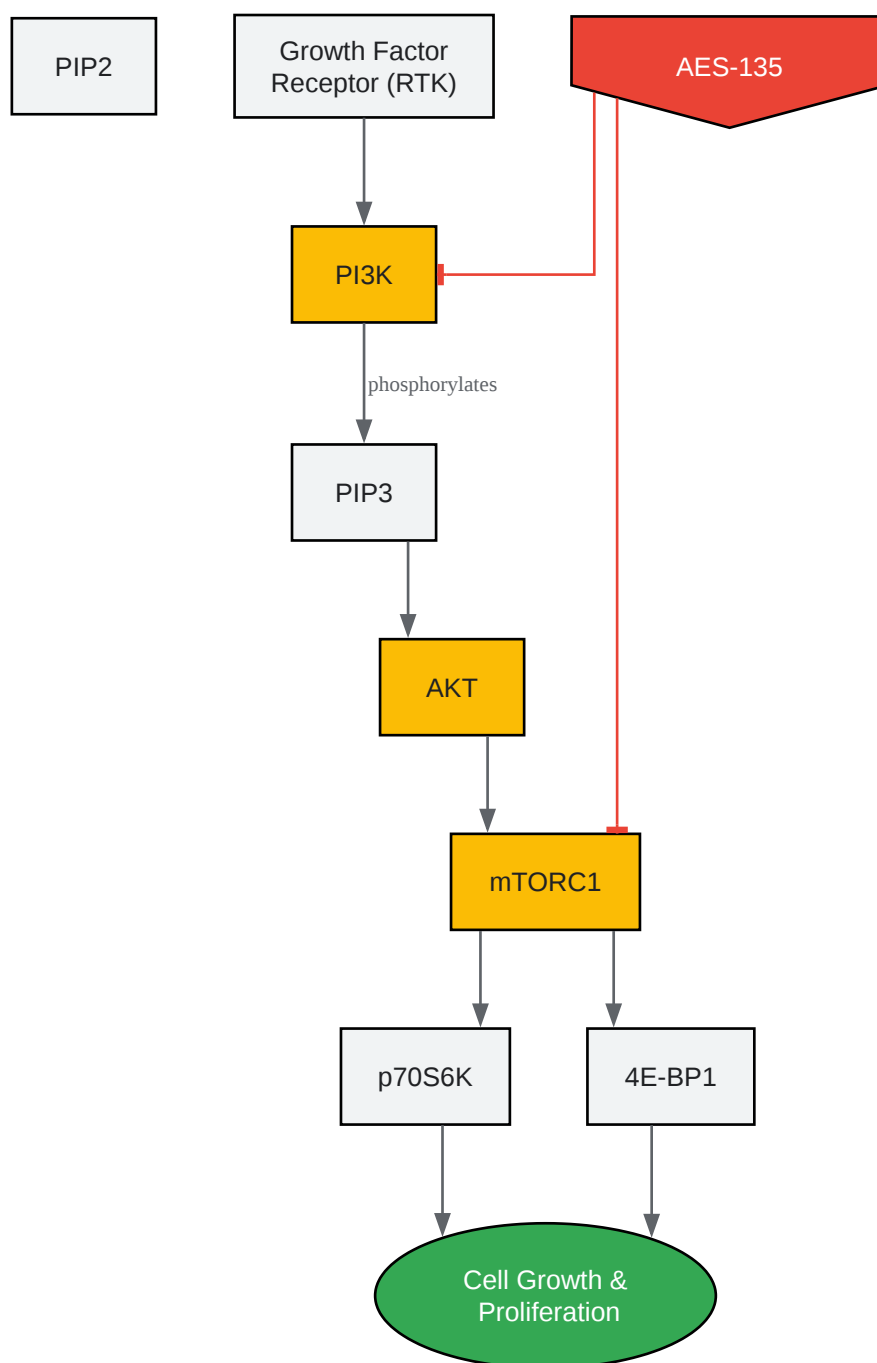 PIP2
Growth Factor
Receptor (RTK)
AES-135
PI3K
phosphorylates
PIP3
AKT
mTORC1
p70S6K
4E-BP1
Cell Growth &
Proliferation